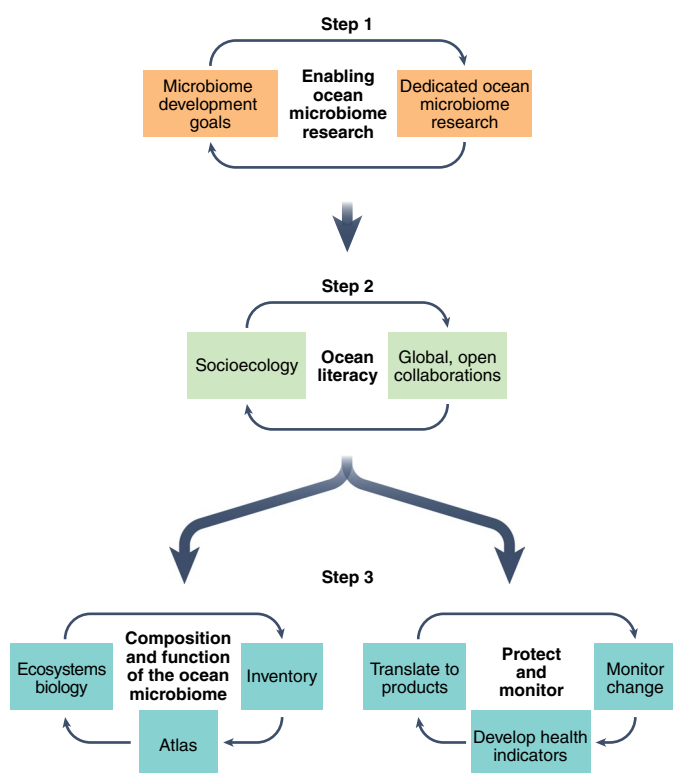 Step 1
Microbiome
development
goals
Enabling
ocean
microbiome
research
Dedicated ocean
microbiome
research
Step 2
Socioecology
Ocean
literacy
Global, open
collaborations
Step 3
Ecosystems
biology
Composition
and function
of the ocean
microbiome
Inventory
Atlas
Translate to
products
Protect
and
monitor
Monitor
change
Develop health
indicators